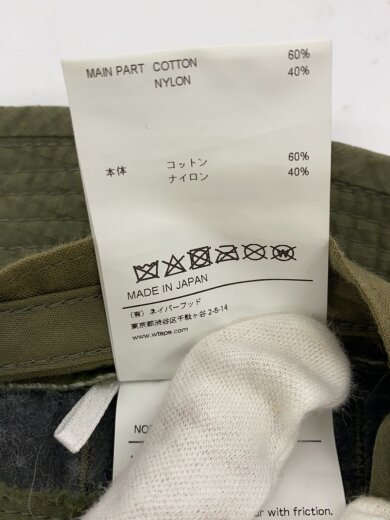 MAIN PART COTTON 60%
NYLON 40%
本体 コットン 60%
ナイロン 40%
MADE IN JAPAN
(有) ネイバーフッド
東京都渋谷区千駄ヶ谷 2-8-14
www.wtaps.com
NO
with friction.